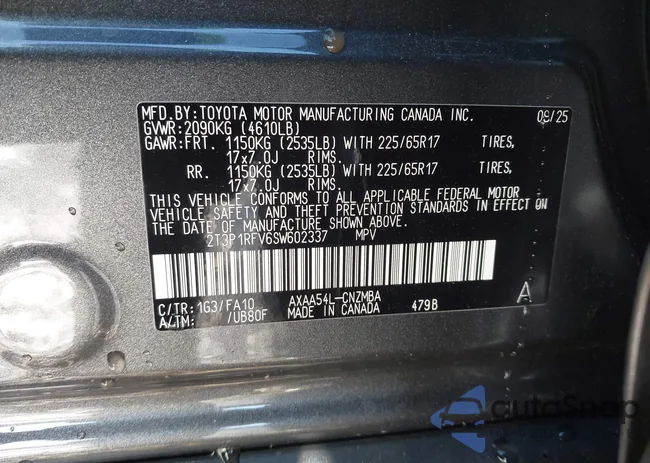 MFD.BY:TOYOTA MOTOR MANUFACTURING CANADA INC. 09/25
GVWR:2090KG (4610LB)
GAWR:FRT. 1150KG (2535LB) WITH 225/65R17 TIRES,
17x7.0J RIMS.
RR. 1150KG (2535LB) WITH 225/65R17 TIRES,
17x7.0J RIMS.
THIS VEHICLE CONFORMS TO ALL APPLICABLE FEDERAL MOTOR
VEHICLE SAFETY AND THEFT PREVENTION STANDARDS IN EFFECT ON
THE DATE OF MANUFACTURE SHOWN ABOVE.
2T3P1RFV6SW602337 MPV
C/TR: 1G3/FA10 AXAA54L-CNZMBA A
A/TM: /UB80F MADE IN CANADA 479B
autoSnap